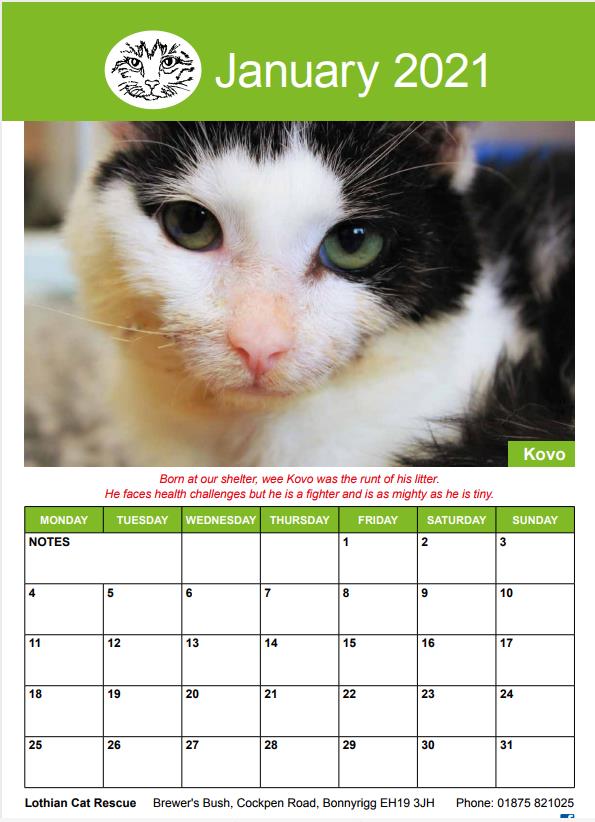 January 2021
Kovo
Born at our shelter, wee Kovo was the runt of his litter.
He faces health challenges but he is a fighter and is as mighty as he is tiny.
MONDAY TUESDAY WEDNESDAY THURSDAY FRIDAY SATURDAY SUNDAY
NOTES 1 2 3
4 5 6 7 8 9 10
11 12 13 14 15 16 17
18 19 20 21 22 23 24
25 26 27 28 29 30 31
Lothian Cat Rescue Brewer's Bush, Cockpen Road, Bonnyrigg EH19 3JH Phone: 01875 821025